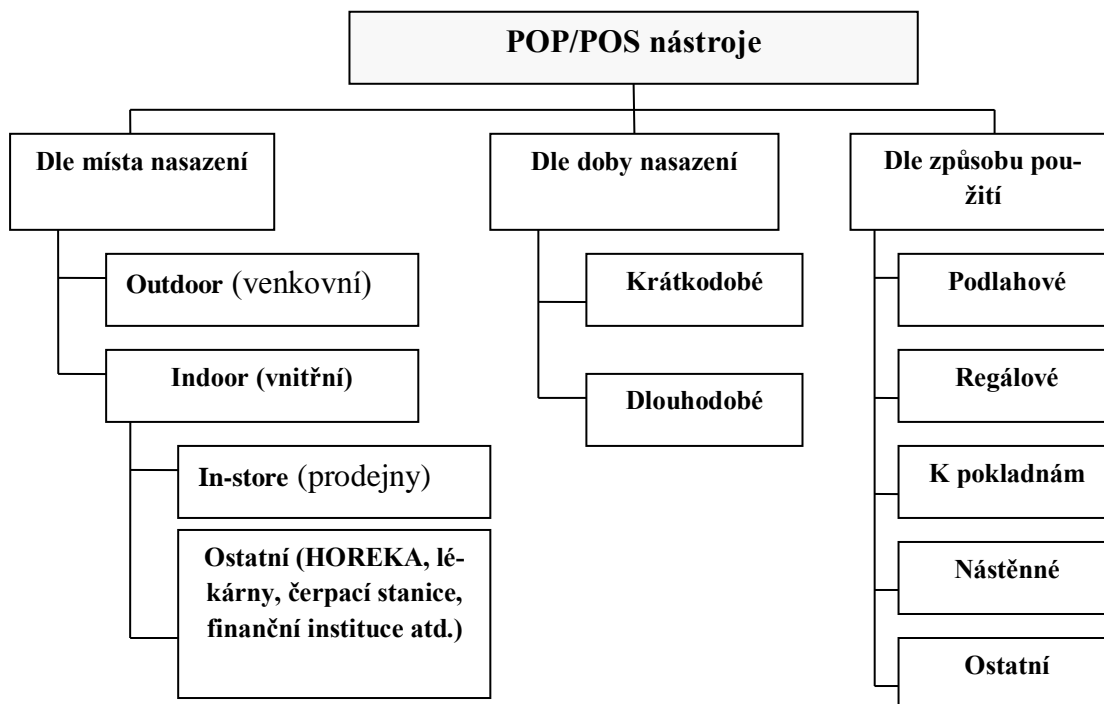 POP/POS nástroje
Dle místa nasazení
Outdoor (venkovní)
Indoor (vnitřní)
In-store (prodejny)
Ostatní (HOREKA, lé-
kárny, čerpací stanice,
finanční instituce atd.)
Dle doby nasazení
Krátkodobé
Dlouhodobé
Dle způsobu pou-
žití
Podlahové
Regálové
K pokladnám
Nástěnné
Ostatní